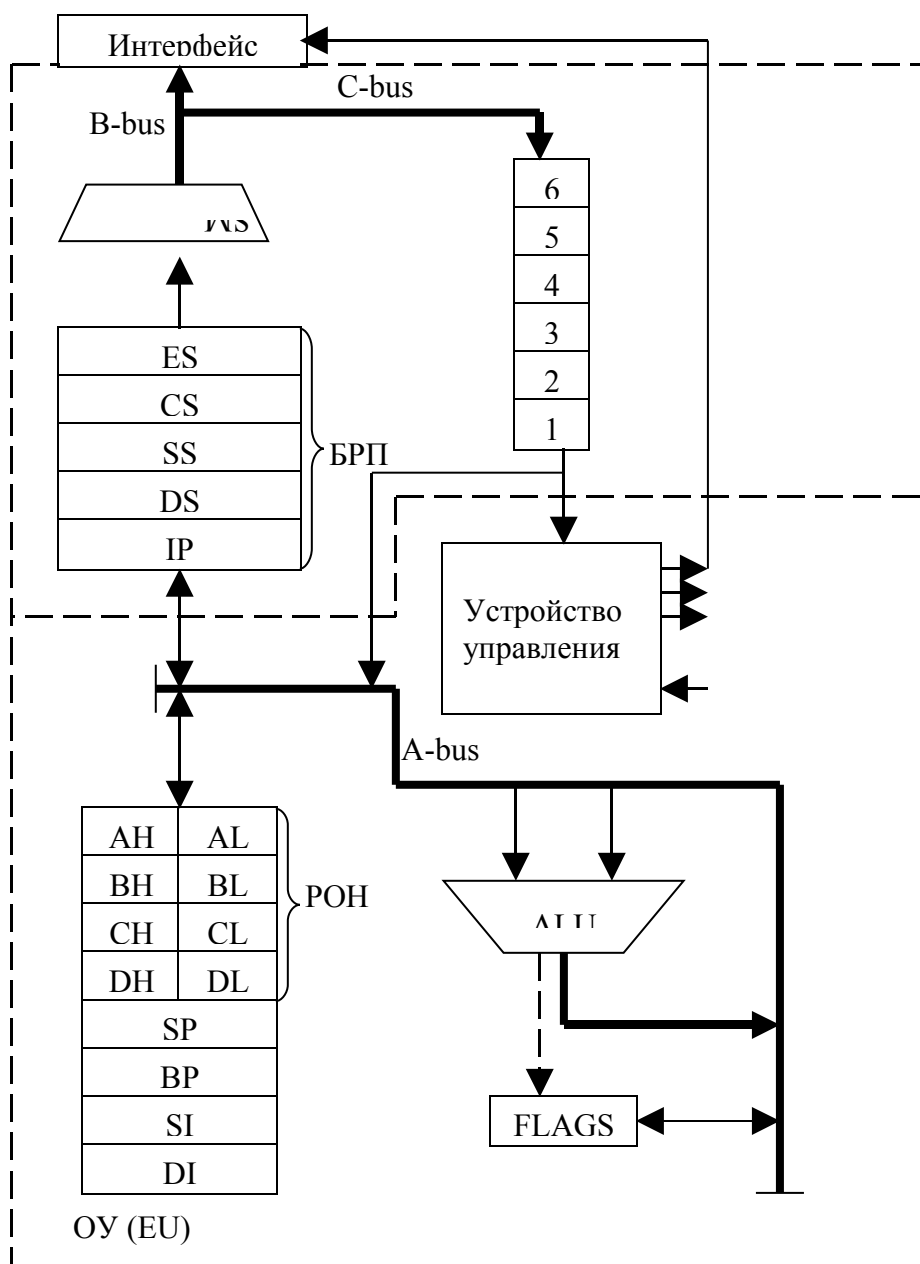 Интерфейс
C-bus
B-bus
6
5
4
3
2
1
ES
CS
SS
DS
IP
БРП
Устройство
управления
A-bus
AH AL
BH BL
CH CL
DH DL
РОН
SP
BP
SI
DI
ALU
FLAGS
ОУ (EU)